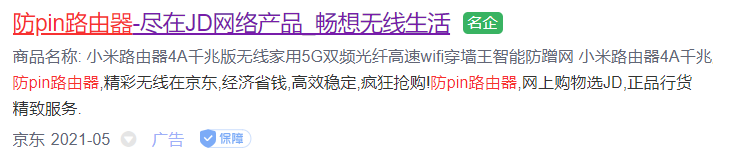 防pin路由器-尽在JD网络产品_畅想无线生活 名企
商品名称: 小米路由器4A千兆版无线家用5G双频光纤高速wifi穿墙王智能防蹭网 小米路由器4A千兆
防pin路由器,精彩无线在京东,经济省钱,高效稳定,疯狂抢购!防pin路由器,网上购物选JD,正品行货
精致服务.
京东 2021-05 广告 保障